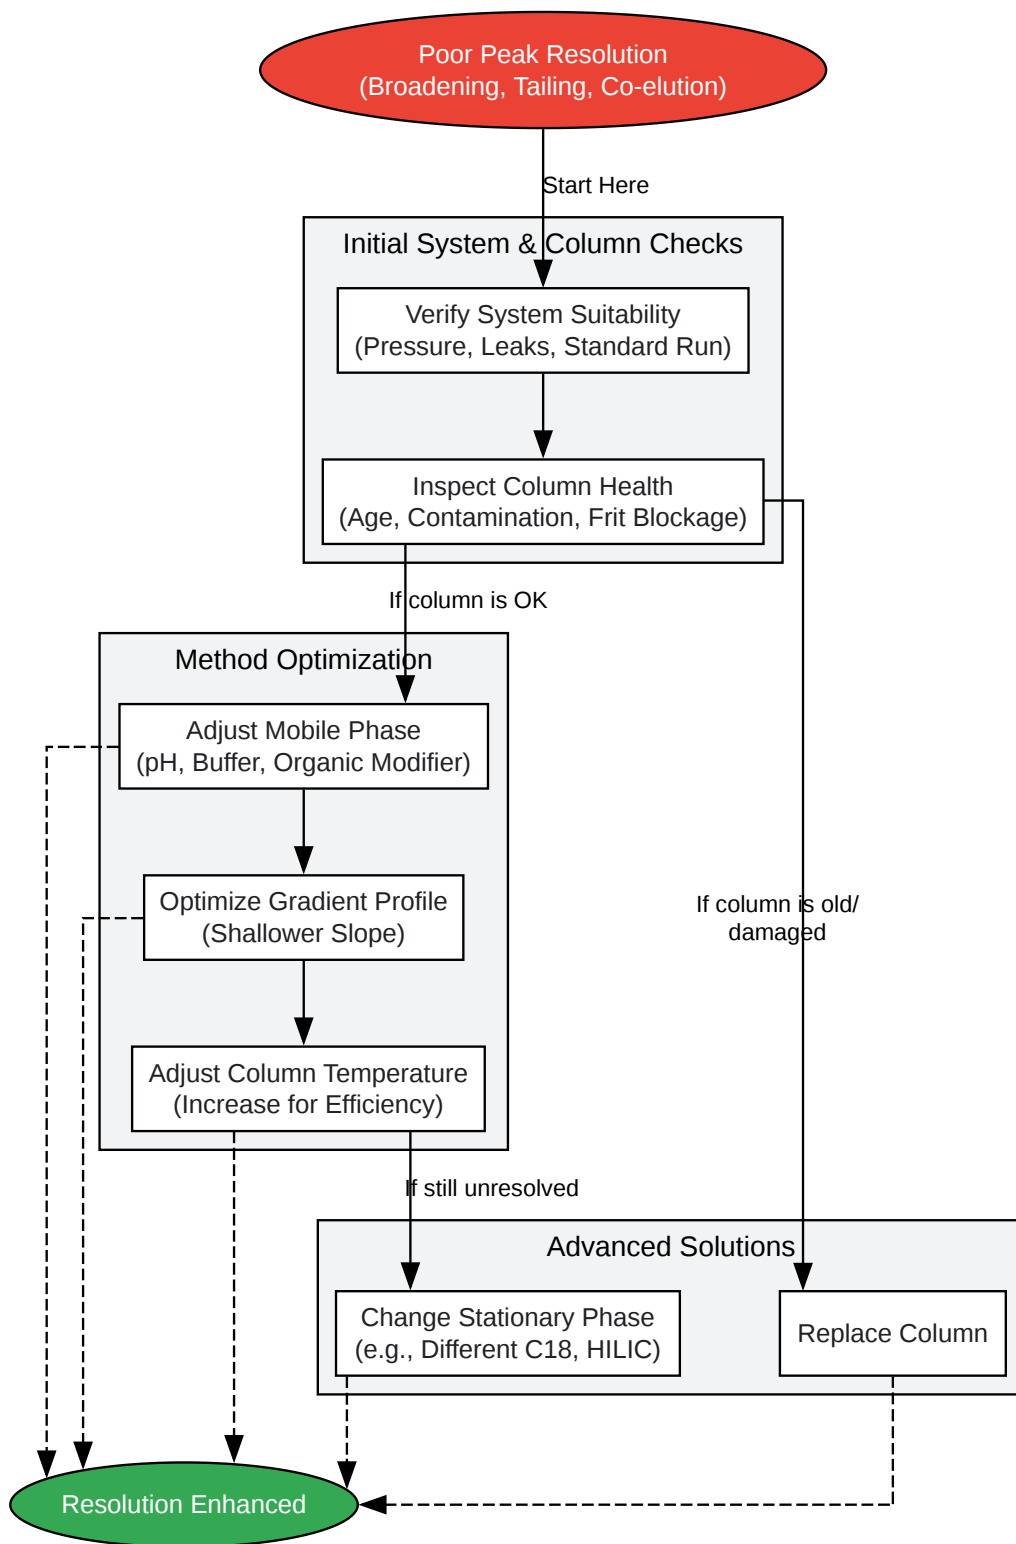 Poor Peak Resolution
(Broadening, Tailing, Co-elution)
Start Here
Initial System & Column Checks
Verify System Suitability
(Pressure, Leaks, Standard Run)
Inspect Column Health
(Age, Contamination, Frit Blockage)
If column is OK
Method Optimization
Adjust Mobile Phase
(pH, Buffer, Organic Modifier)
Optimize Gradient Profile
(Shallower Slope)
If column is old/
damaged
Adjust Column Temperature
(Increase for Efficiency)
If still unresolved
Advanced Solutions
Change Stationary Phase
(e.g., Different C18, HILIC)
Replace Column
Resolution Enhanced